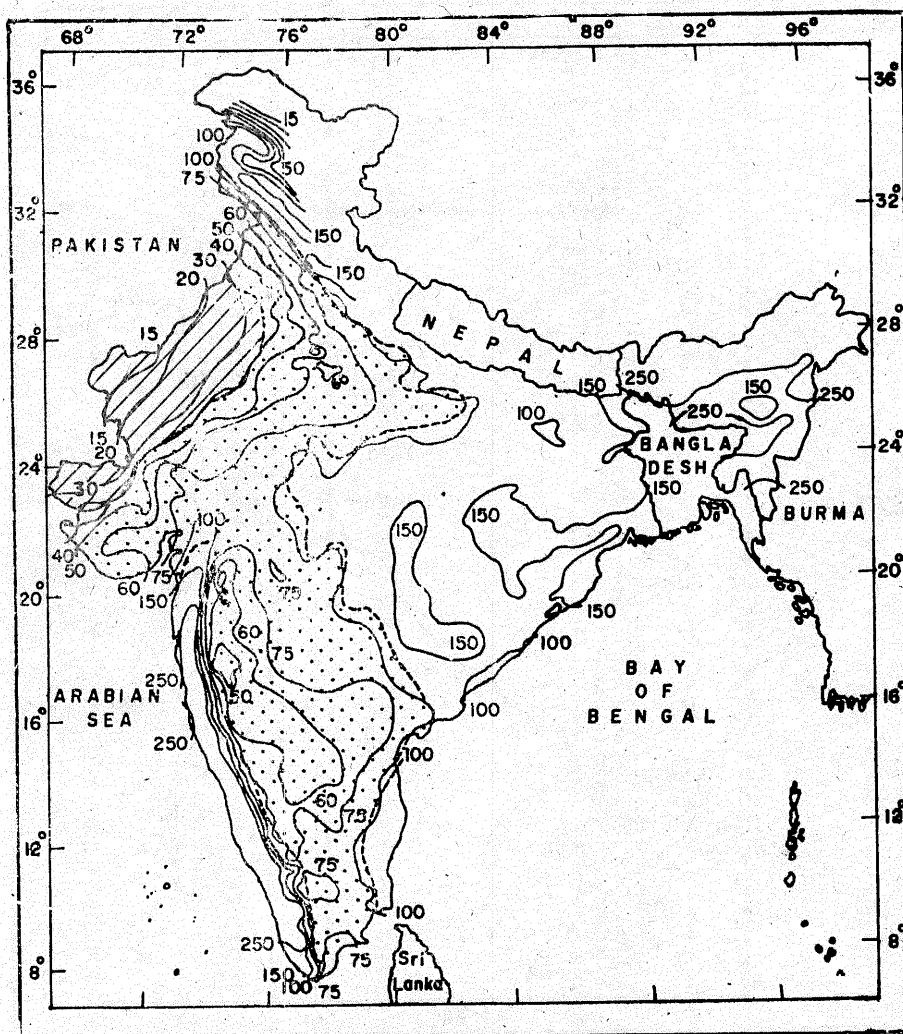 68° 72° 76° 80° 84° 88° 92° 96°
36° 36°
15
100
100 50
75
32° 32°
60
50 150
PAKISTAN 40
30 150
20
15
28° NEPAL 28°
60
150 250 150 250
100 250
15
20 BANGLA
DESH
24° 24°
30 150 250
100 150 150 BURMA
40
50 60 75
150 75 20°
20° 150
60 150 100
75
50
250 BAY
ARABIAN OF
SEA BENGAL
16° 100 16°
250
100
60
75
12° 12°
75
100
250 75
8° 150 Sri 8°
100 75 Lanka